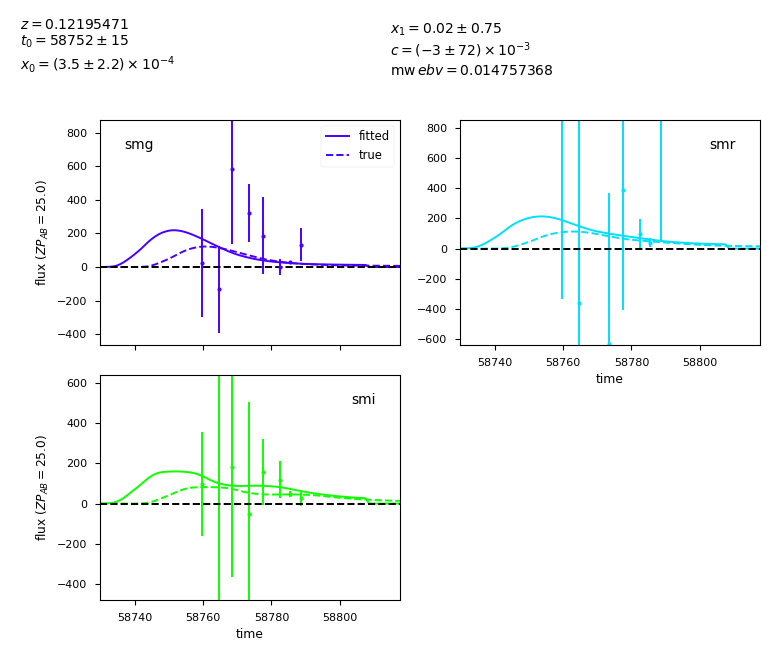 z = 0.12195471
t₀ = 58752 ± 15
x₀ = (3.5 ± 2.2) × 10⁻⁴
x₁ = 0.02 ± 0.75
c = (−3 ± 72) × 10⁻³
mw ebv = 0.014757368
smg
fitted
true
800
600
400
200
0
−200
−400
flux (ZP_AB = 25.0)
smr
800
600
400
200
0
−200
−400
−600
58740 58760 58780 58800
time
smi
600
400
200
0
−200
−400
flux (ZP_AB = 25.0)
58740 58760 58780 58800
time